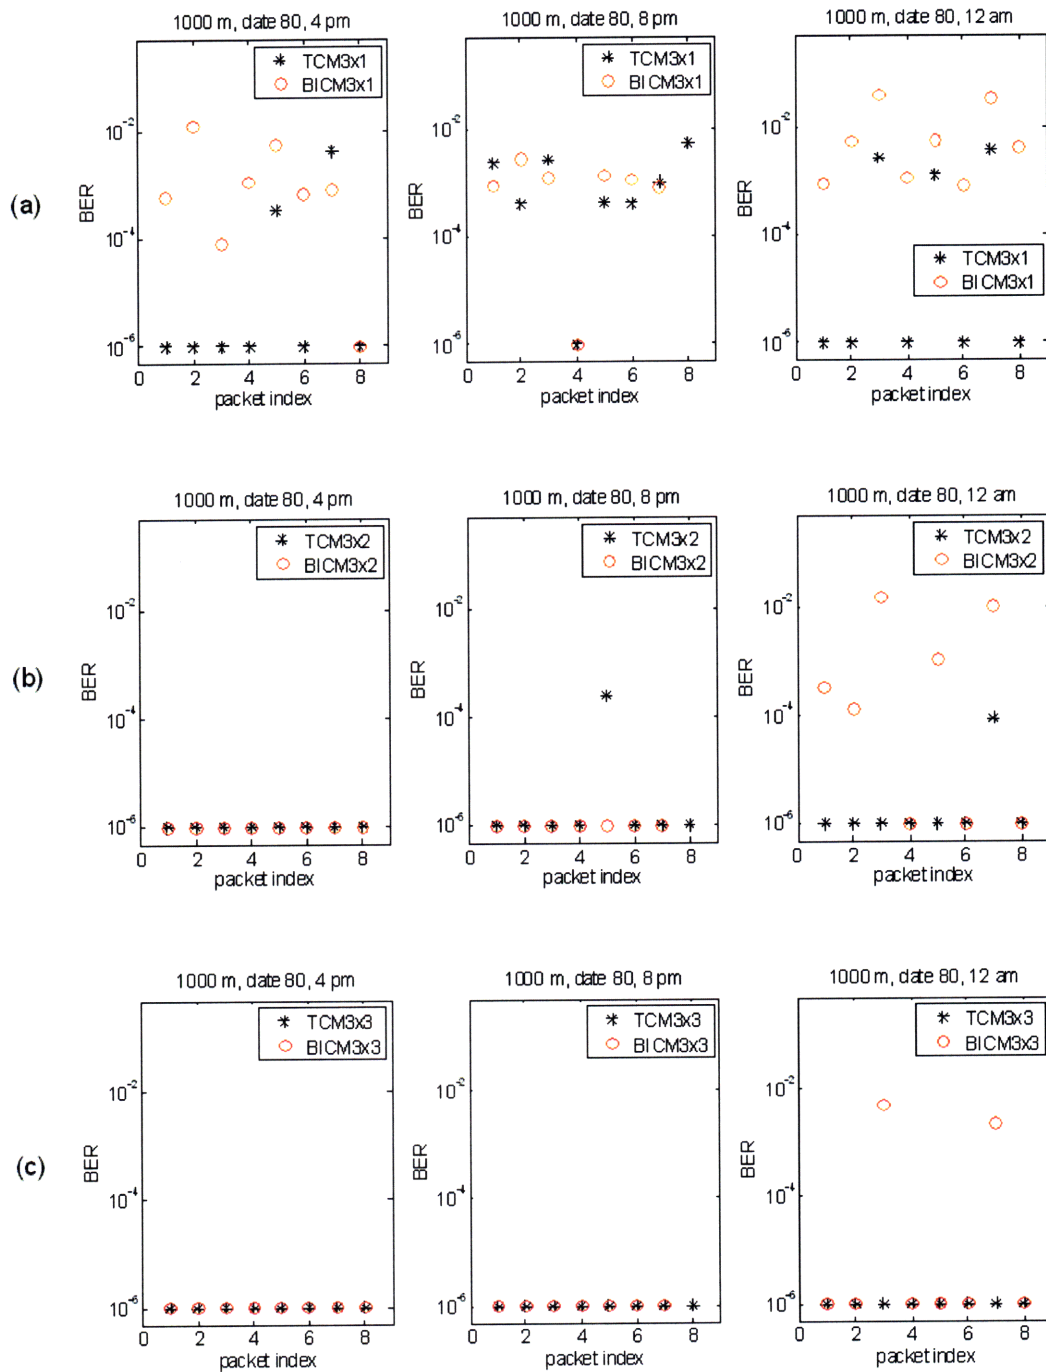 (a)
1000 m, date 80, 4 pm
TCM3x1
BICM3x1
BER
10-2
10-4
10-6
0 2 4 6 8
packet index
1000 m, date 80, 8 pm
TCM3x1
BICM3x1
BER
10-2
10-4
10-6
0 2 4 6 8
packet index
1000 m, date 80, 12 am
BER
10-2
10-4
10-6
TCM3x1
BICM3x1
0 2 4 6 8
packet index
(b)
1000 m, date 80, 4 pm
TCM3x2
BICM3x2
BER
10-2
10-4
10-6
0 2 4 6 8
packet index
1000 m, date 80, 8 pm
TCM3x2
BICM3x2
BER
10-2
10-4
10-6
0 2 4 6 8
packet index
1000 m, date 80, 12 am
TCM3x2
BICM3x2
BER
10-2
10-4
10-6
0 2 4 6 8
packet index
(c)
1000 m, date 80, 4 pm
TCM3x3
BICM3x3
BER
10-2
10-4
10-6
0 2 4 6 8
packet index
1000 m, date 80, 8 pm
TCM3x3
BICM3x3
BER
10-2
10-4
10-6
0 2 4 6 8
packet index
1000 m, date 80, 12 am
TCM3x3
BICM3x3
BER
10-2
10-4
10-6
0 2 4 6 8
packet index